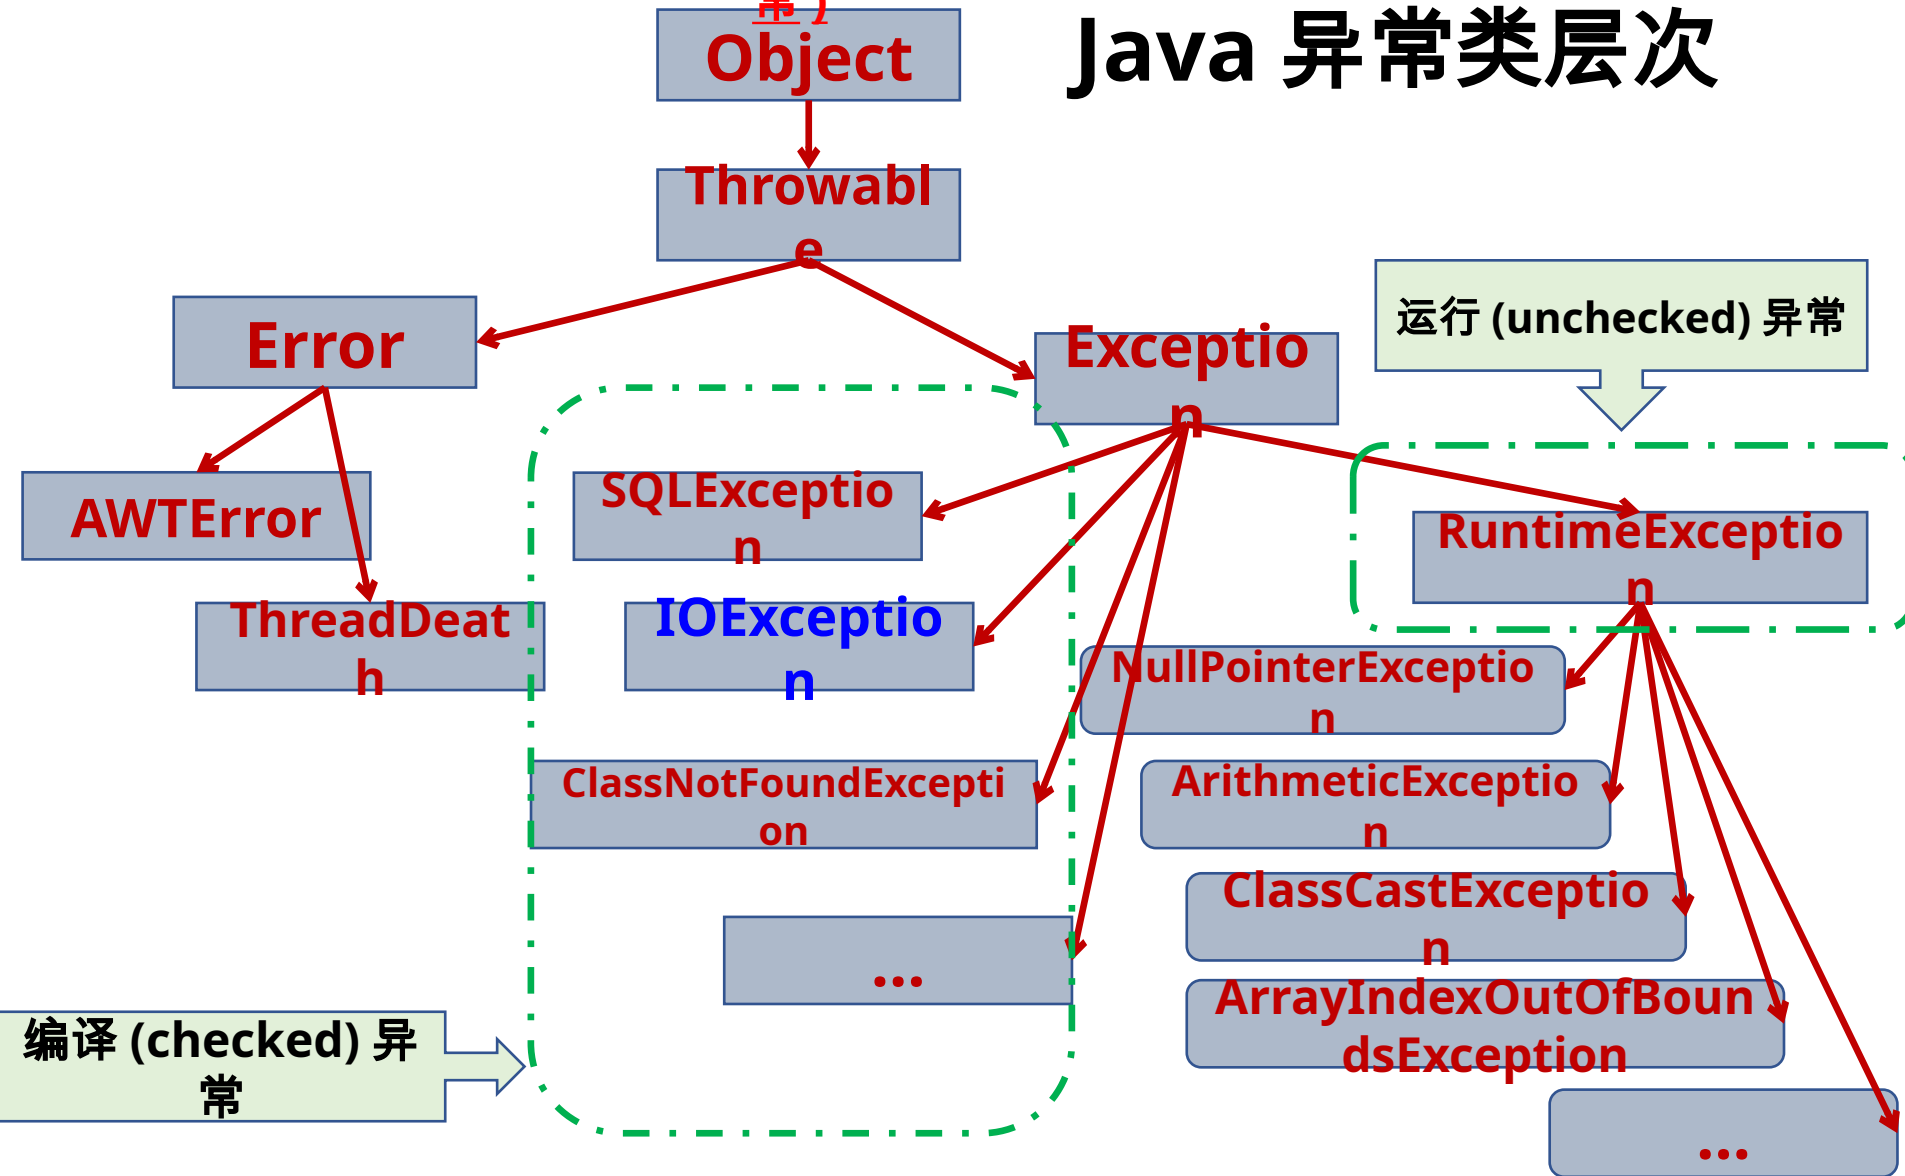 常)
Object
Java 异常类层次
Throwabl
e
Error
Exceptio
n
运行 (unchecked) 异常
AWTError
SQLExceptio
n
RuntimeExceptio
n
ThreadDeat
h
IOExceptio
n
NullPointerExceptio
n
ClassNotFoundExcepti
on
ArithmeticExceptio
n
ClassCastExceptio
n
...
ArrayIndexOutOfBoun
dsException
编译 (checked) 异
常
...